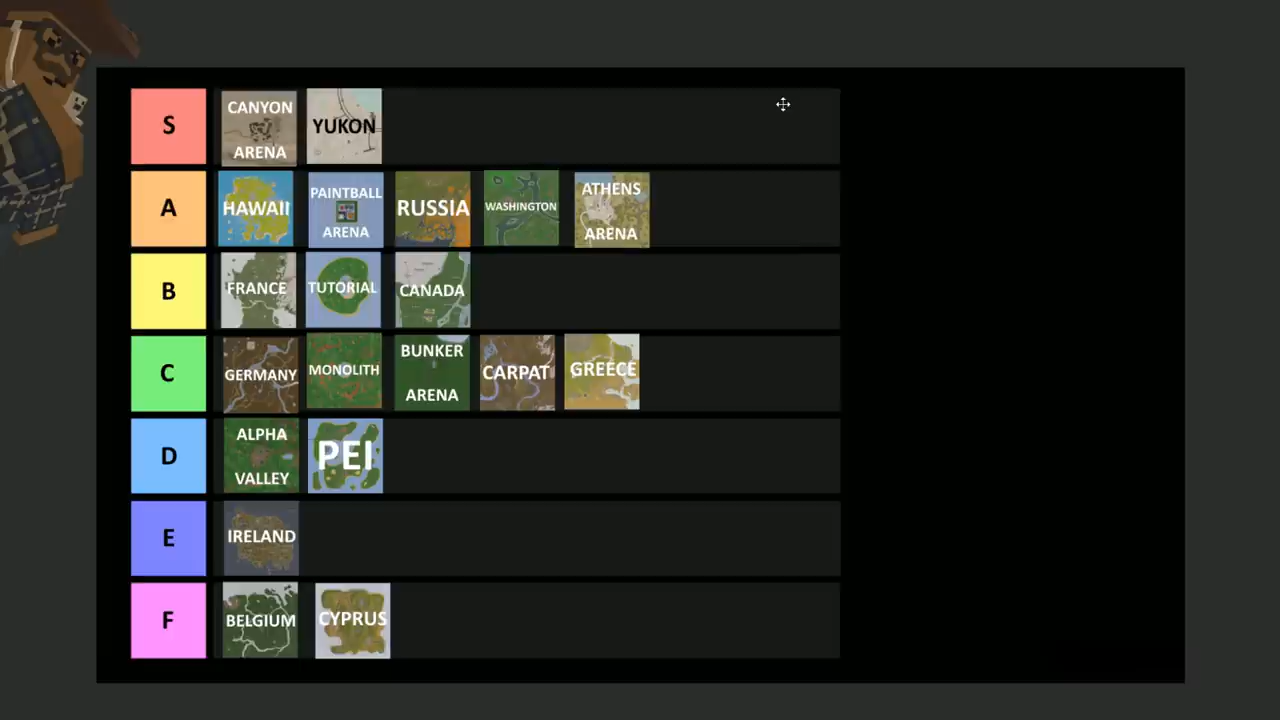 S
CANYON
ARENA
YUKON
A
HAWAII
PAINTBALL
ARENA
RUSSIA
WASHINGTON
ATHENS
ARENA
B
FRANCE
TUTORIAL
CANADA
C
GERMANY
MONOLITH
BUNKER
ARENA
CARPAT
GREECE
D
ALPHA
VALLEY
PEI
E
IRELAND
F
BELGIUM
CYPRUS